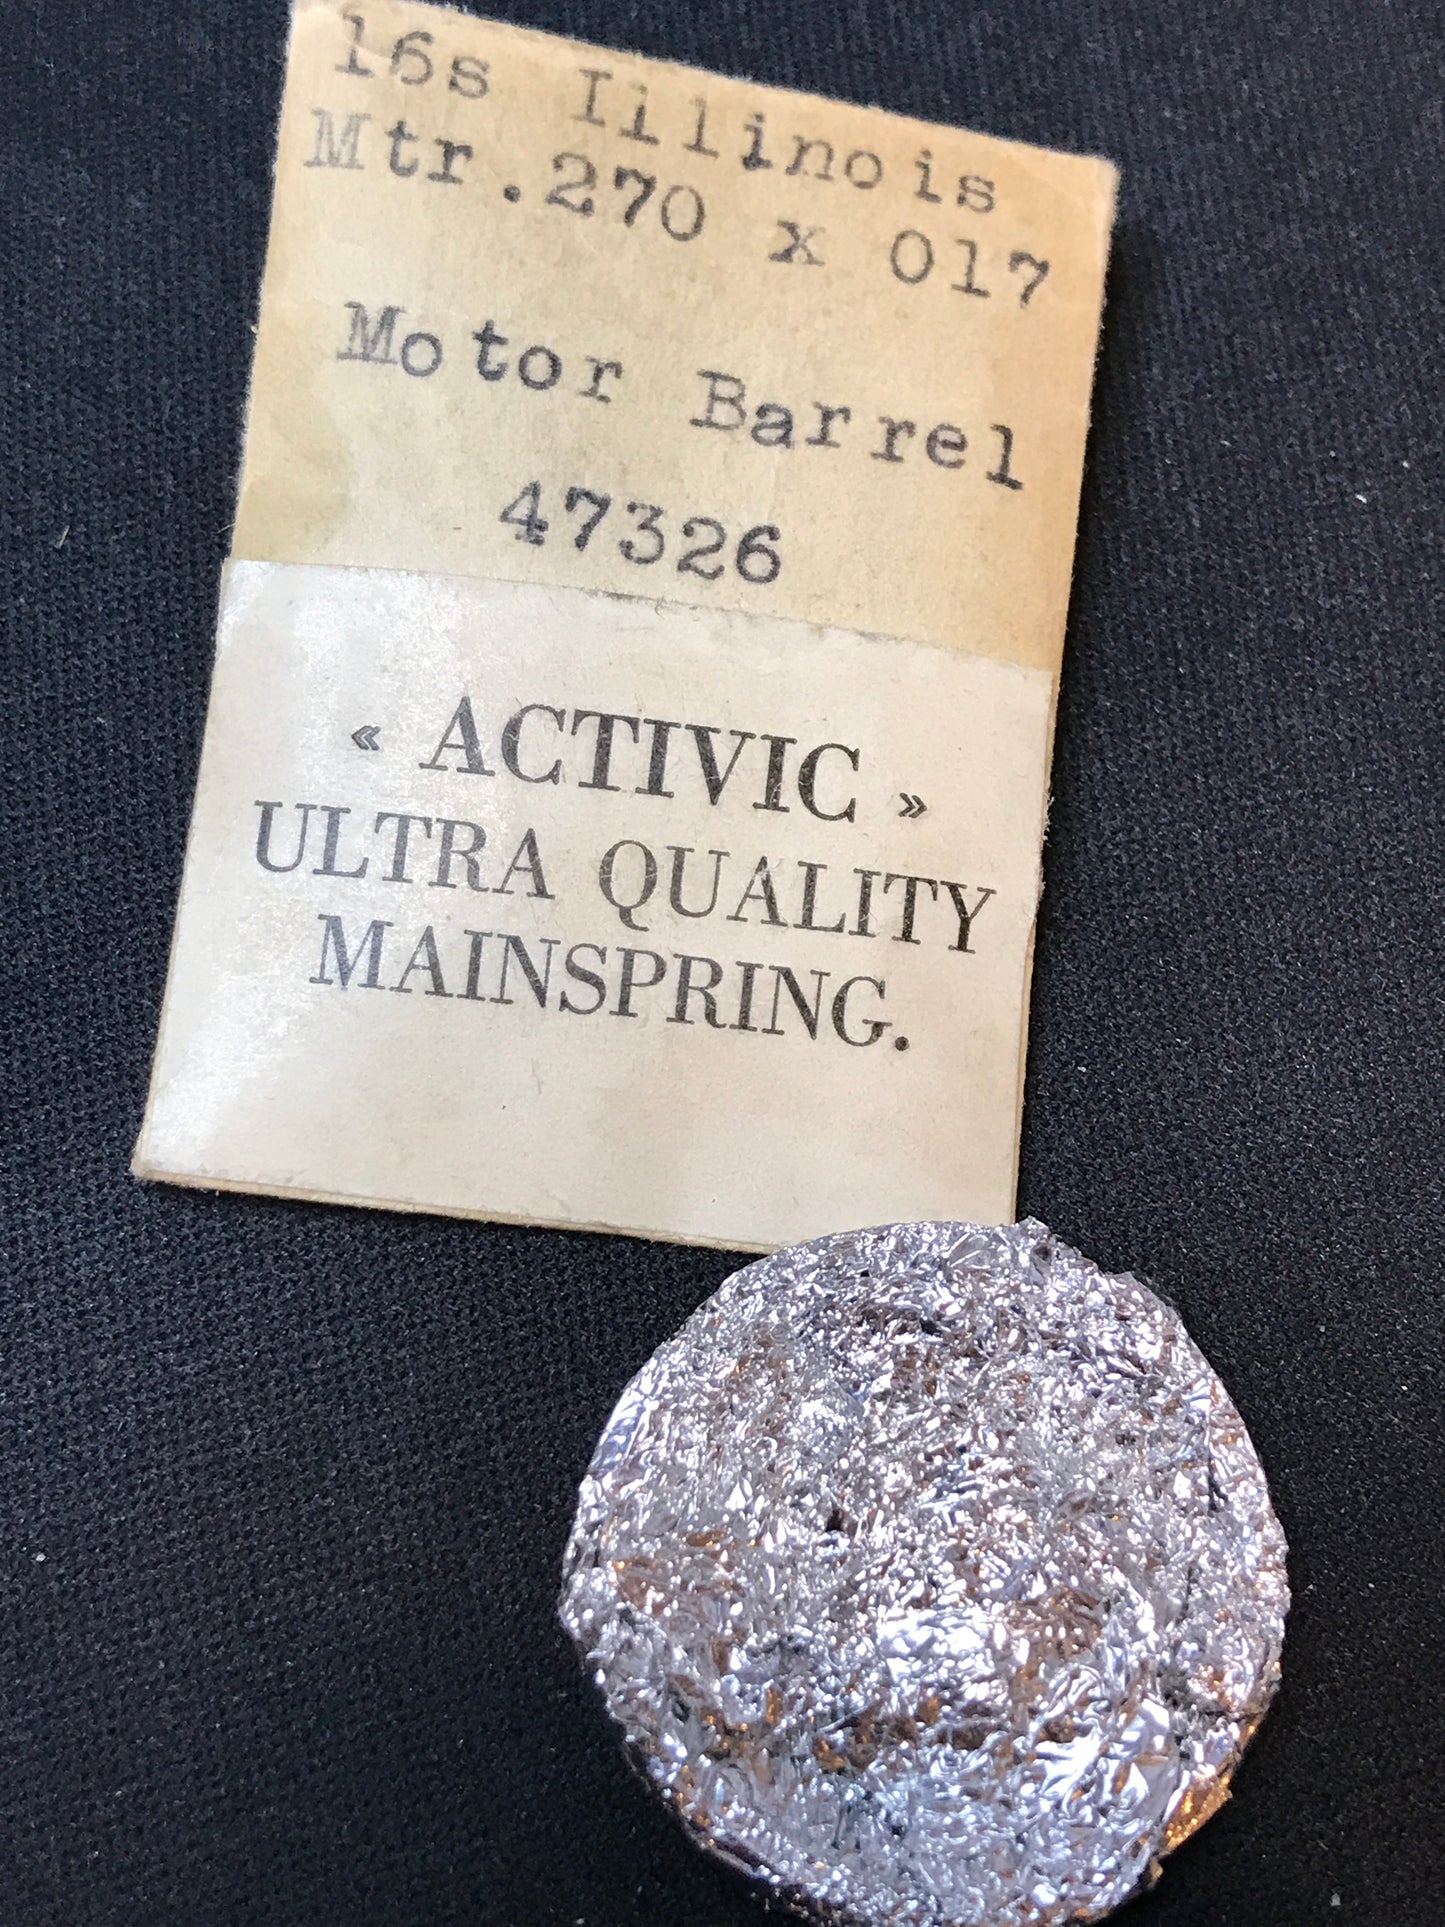 16s Illinois
Mtr.270 x 017
Motor Barrel
47326
« ACTIVIC »
ULTRA QUALITY
MAINSPRING.